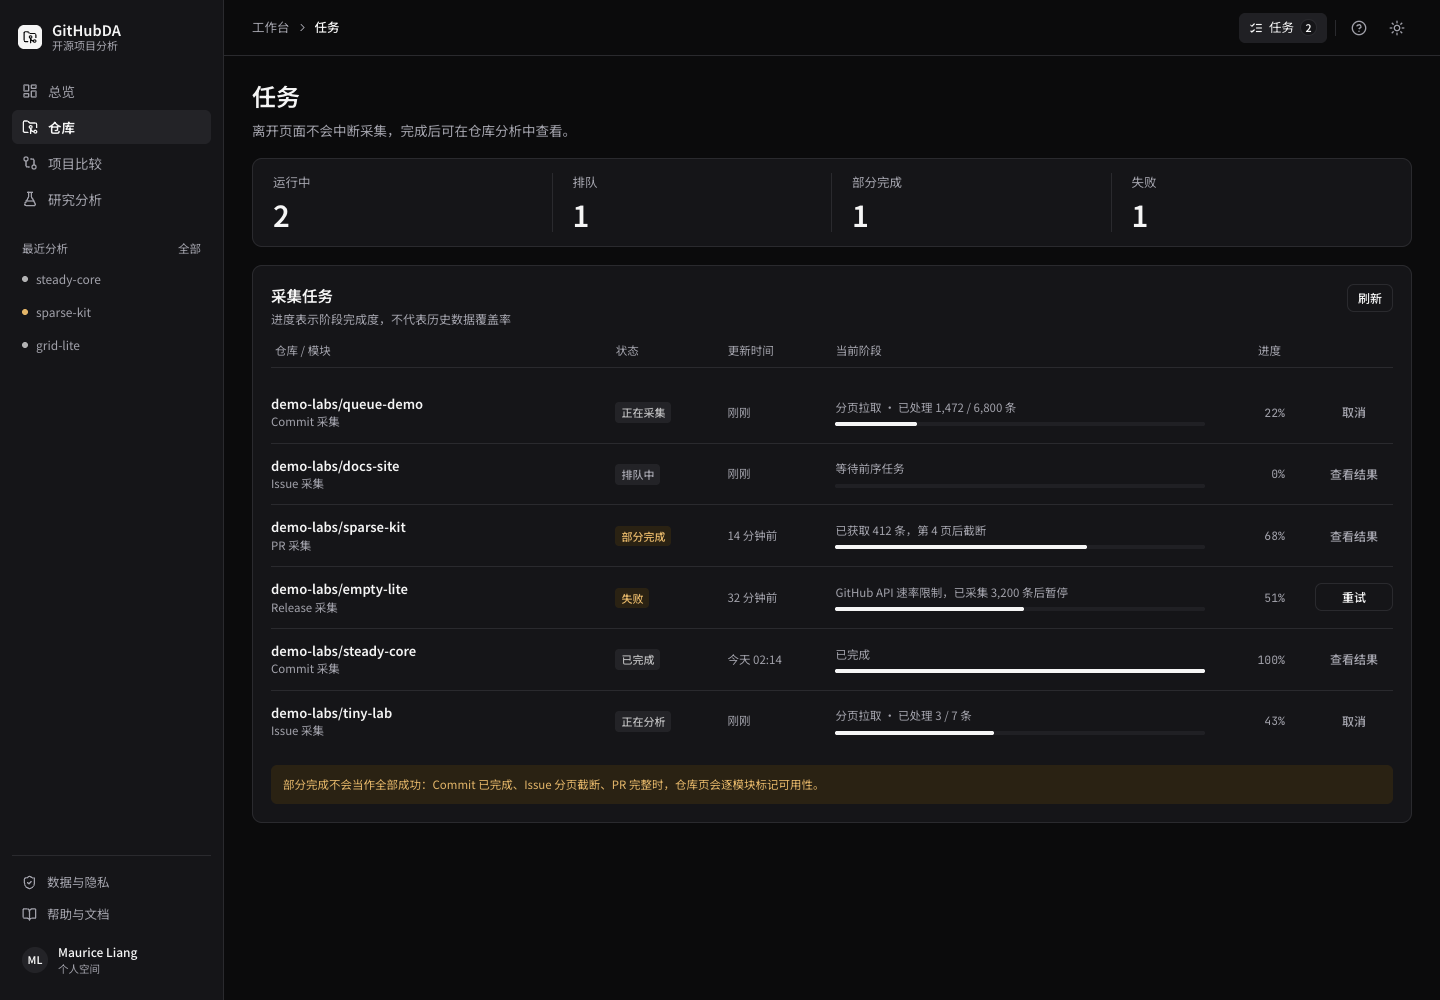 GitHubDA
开源项目分析
总览
仓库
项目比较
研究分析
最近分析 全部
steady-core
sparse-kit
grid-lite
数据与隐私
帮助与文档
ML
Maurice Liang
个人空间
工作台 > 任务
任务 2
任务
离开页面不会中断采集，完成后可在仓库分析中查看。
运行中 排队 部分完成 失败
2 1 1 1
采集任务
刷新
进度表示阶段完成度，不代表历史数据覆盖率
仓库 / 模块 状态 更新时间 当前阶段 进度
demo-labs/queue-demo
Commit 采集
正在采集 刚刚 分页拉取 · 已处理 1,472 / 6,800 条 22% 取消
demo-labs/docs-site
Issue 采集
排队中 刚刚 等待前序任务 0% 查看结果
demo-labs/sparse-kit
PR 采集
部分完成 14 分钟前 已获取 412 条，第 4 页后截断 68% 查看结果
demo-labs/empty-lite
Release 采集
失败 32 分钟前 GitHub API 速率限制，已采集 3,200 条后暂停 51% 重试
demo-labs/steady-core
Commit 采集
已完成 今天 02:14 已完成 100% 查看结果
demo-labs/tiny-lab
Issue 采集
正在分析 刚刚 分页拉取 · 已处理 3 / 7 条 43% 取消
部分完成不会当作全部成功：Commit 已完成、Issue 分页截断、PR 完整时，仓库页会逐模块标记可用性。